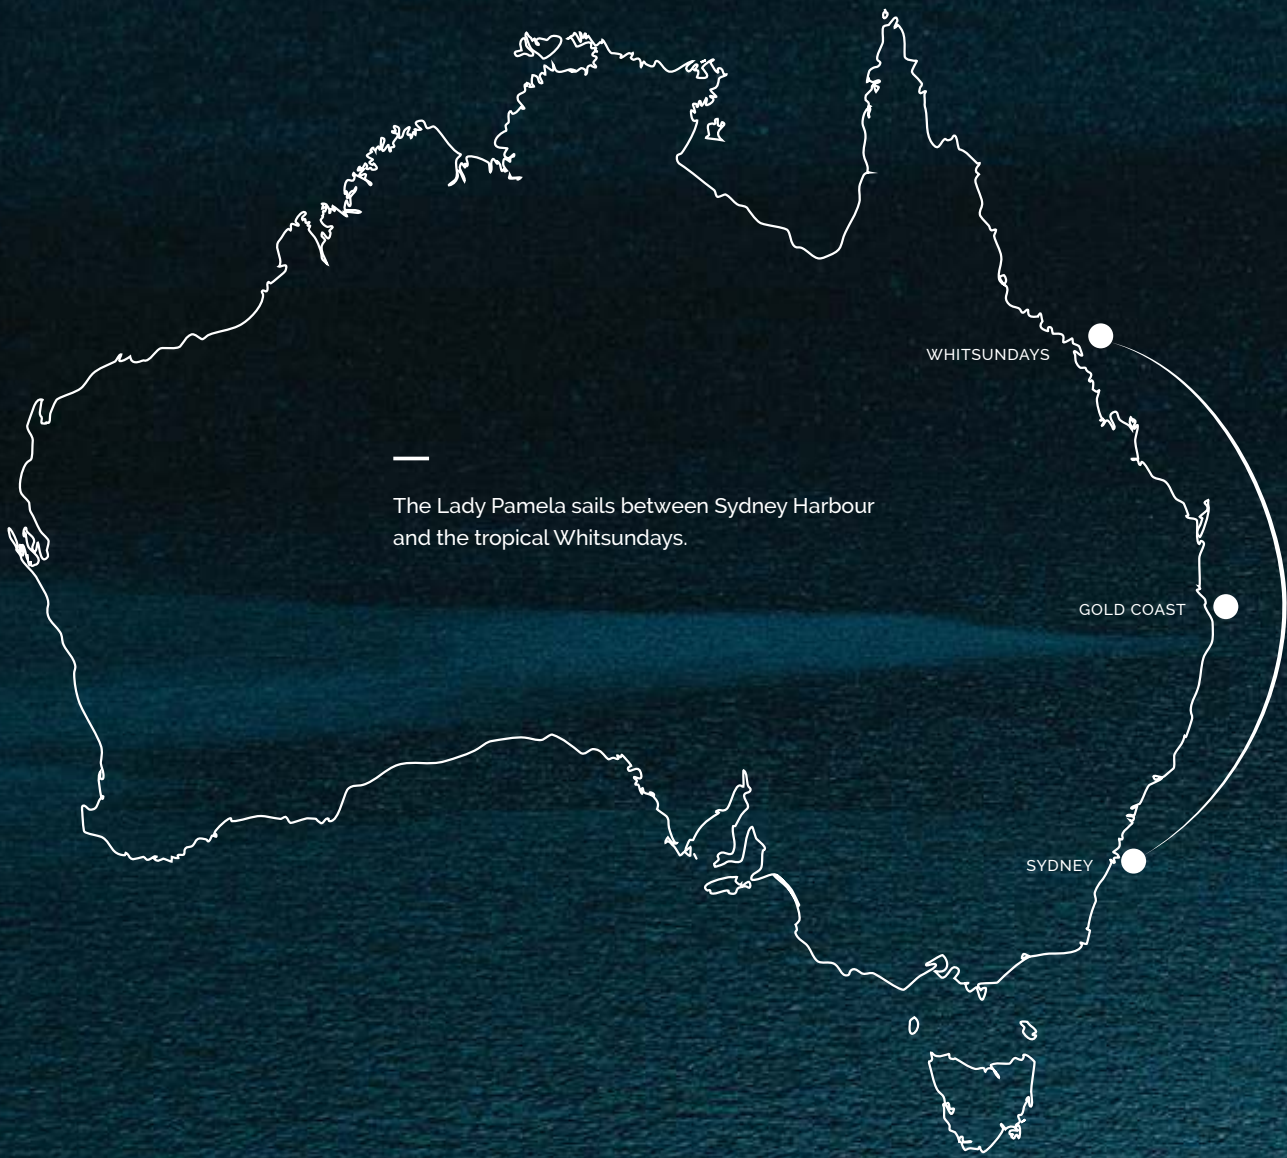 WHITSUNDAYS
The Lady Pamela sails between Sydney Harbour
and the tropical Whitsundays.
GOLD COAST
SYDNEY